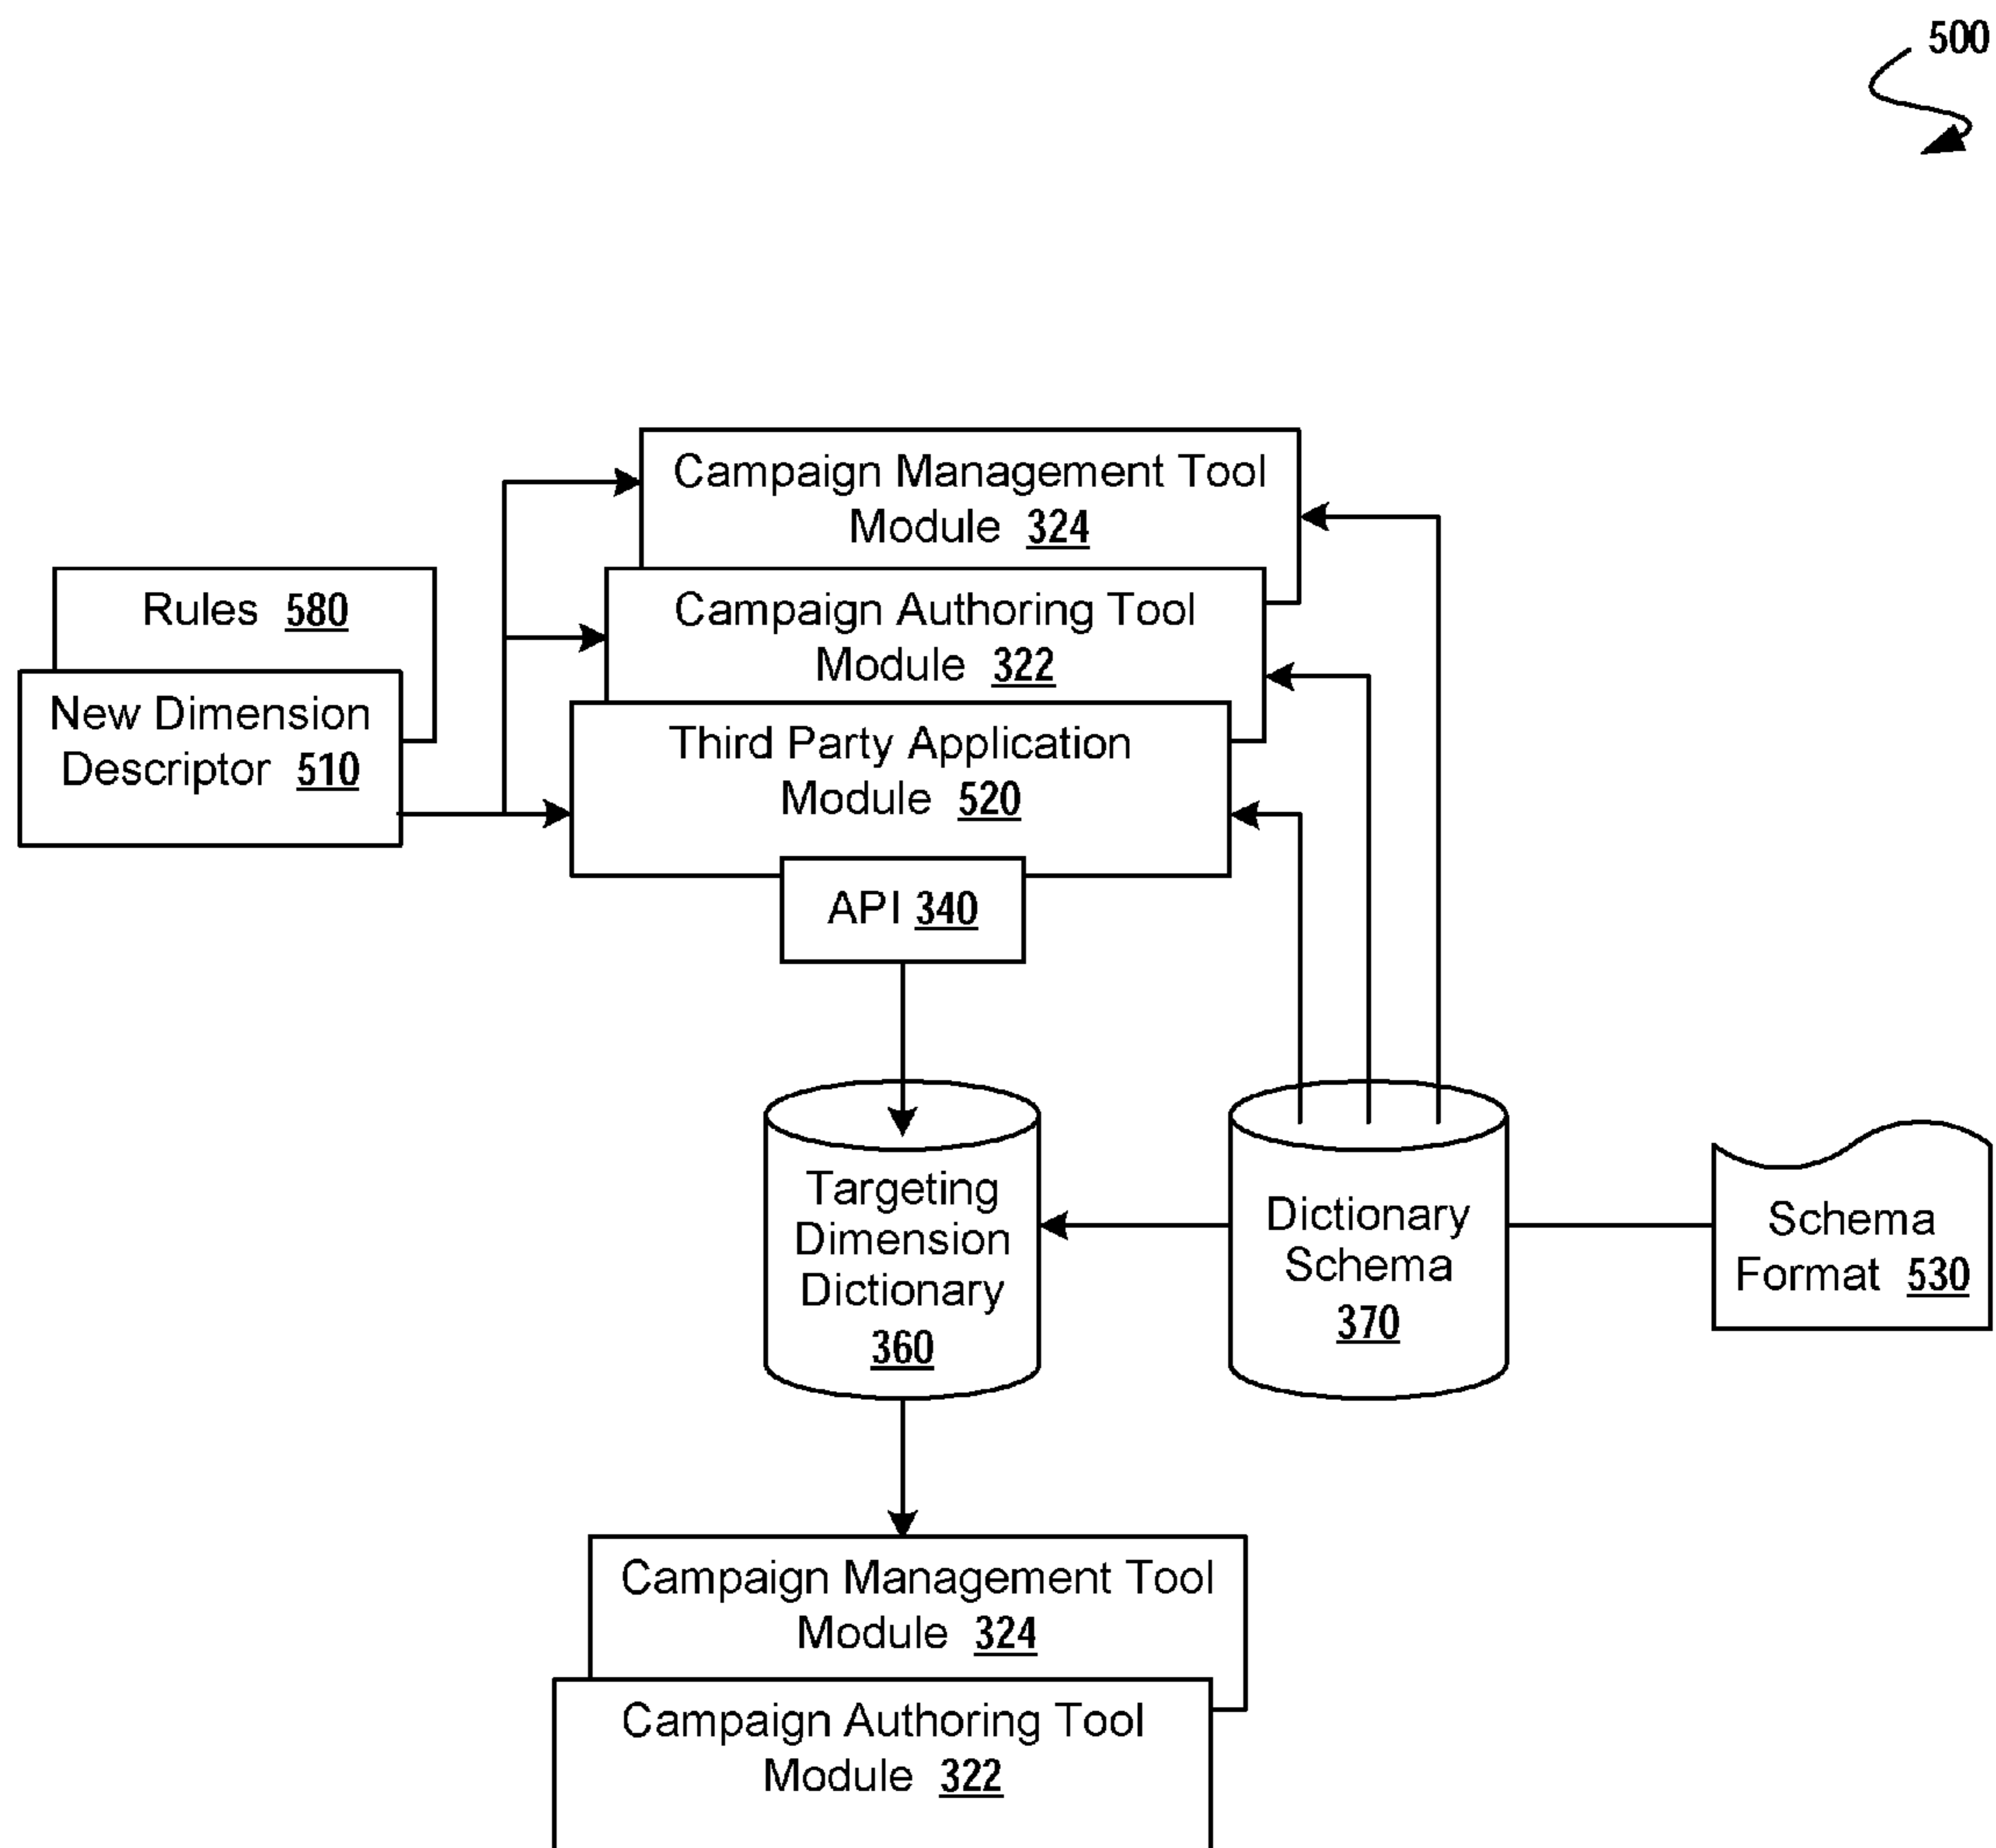 500
Campaign Management Tool
Module 324
Rules 580
Campaign Authoring Tool
Module 322
New Dimension
Descriptor 510
Third Party Application
Module 520
API 340
Targeting
Dimension
Dictionary
360
Dictionary
Schema
370
Schema
Format 530
Campaign Management Tool
Module 324
Campaign Authoring Tool
Module 322